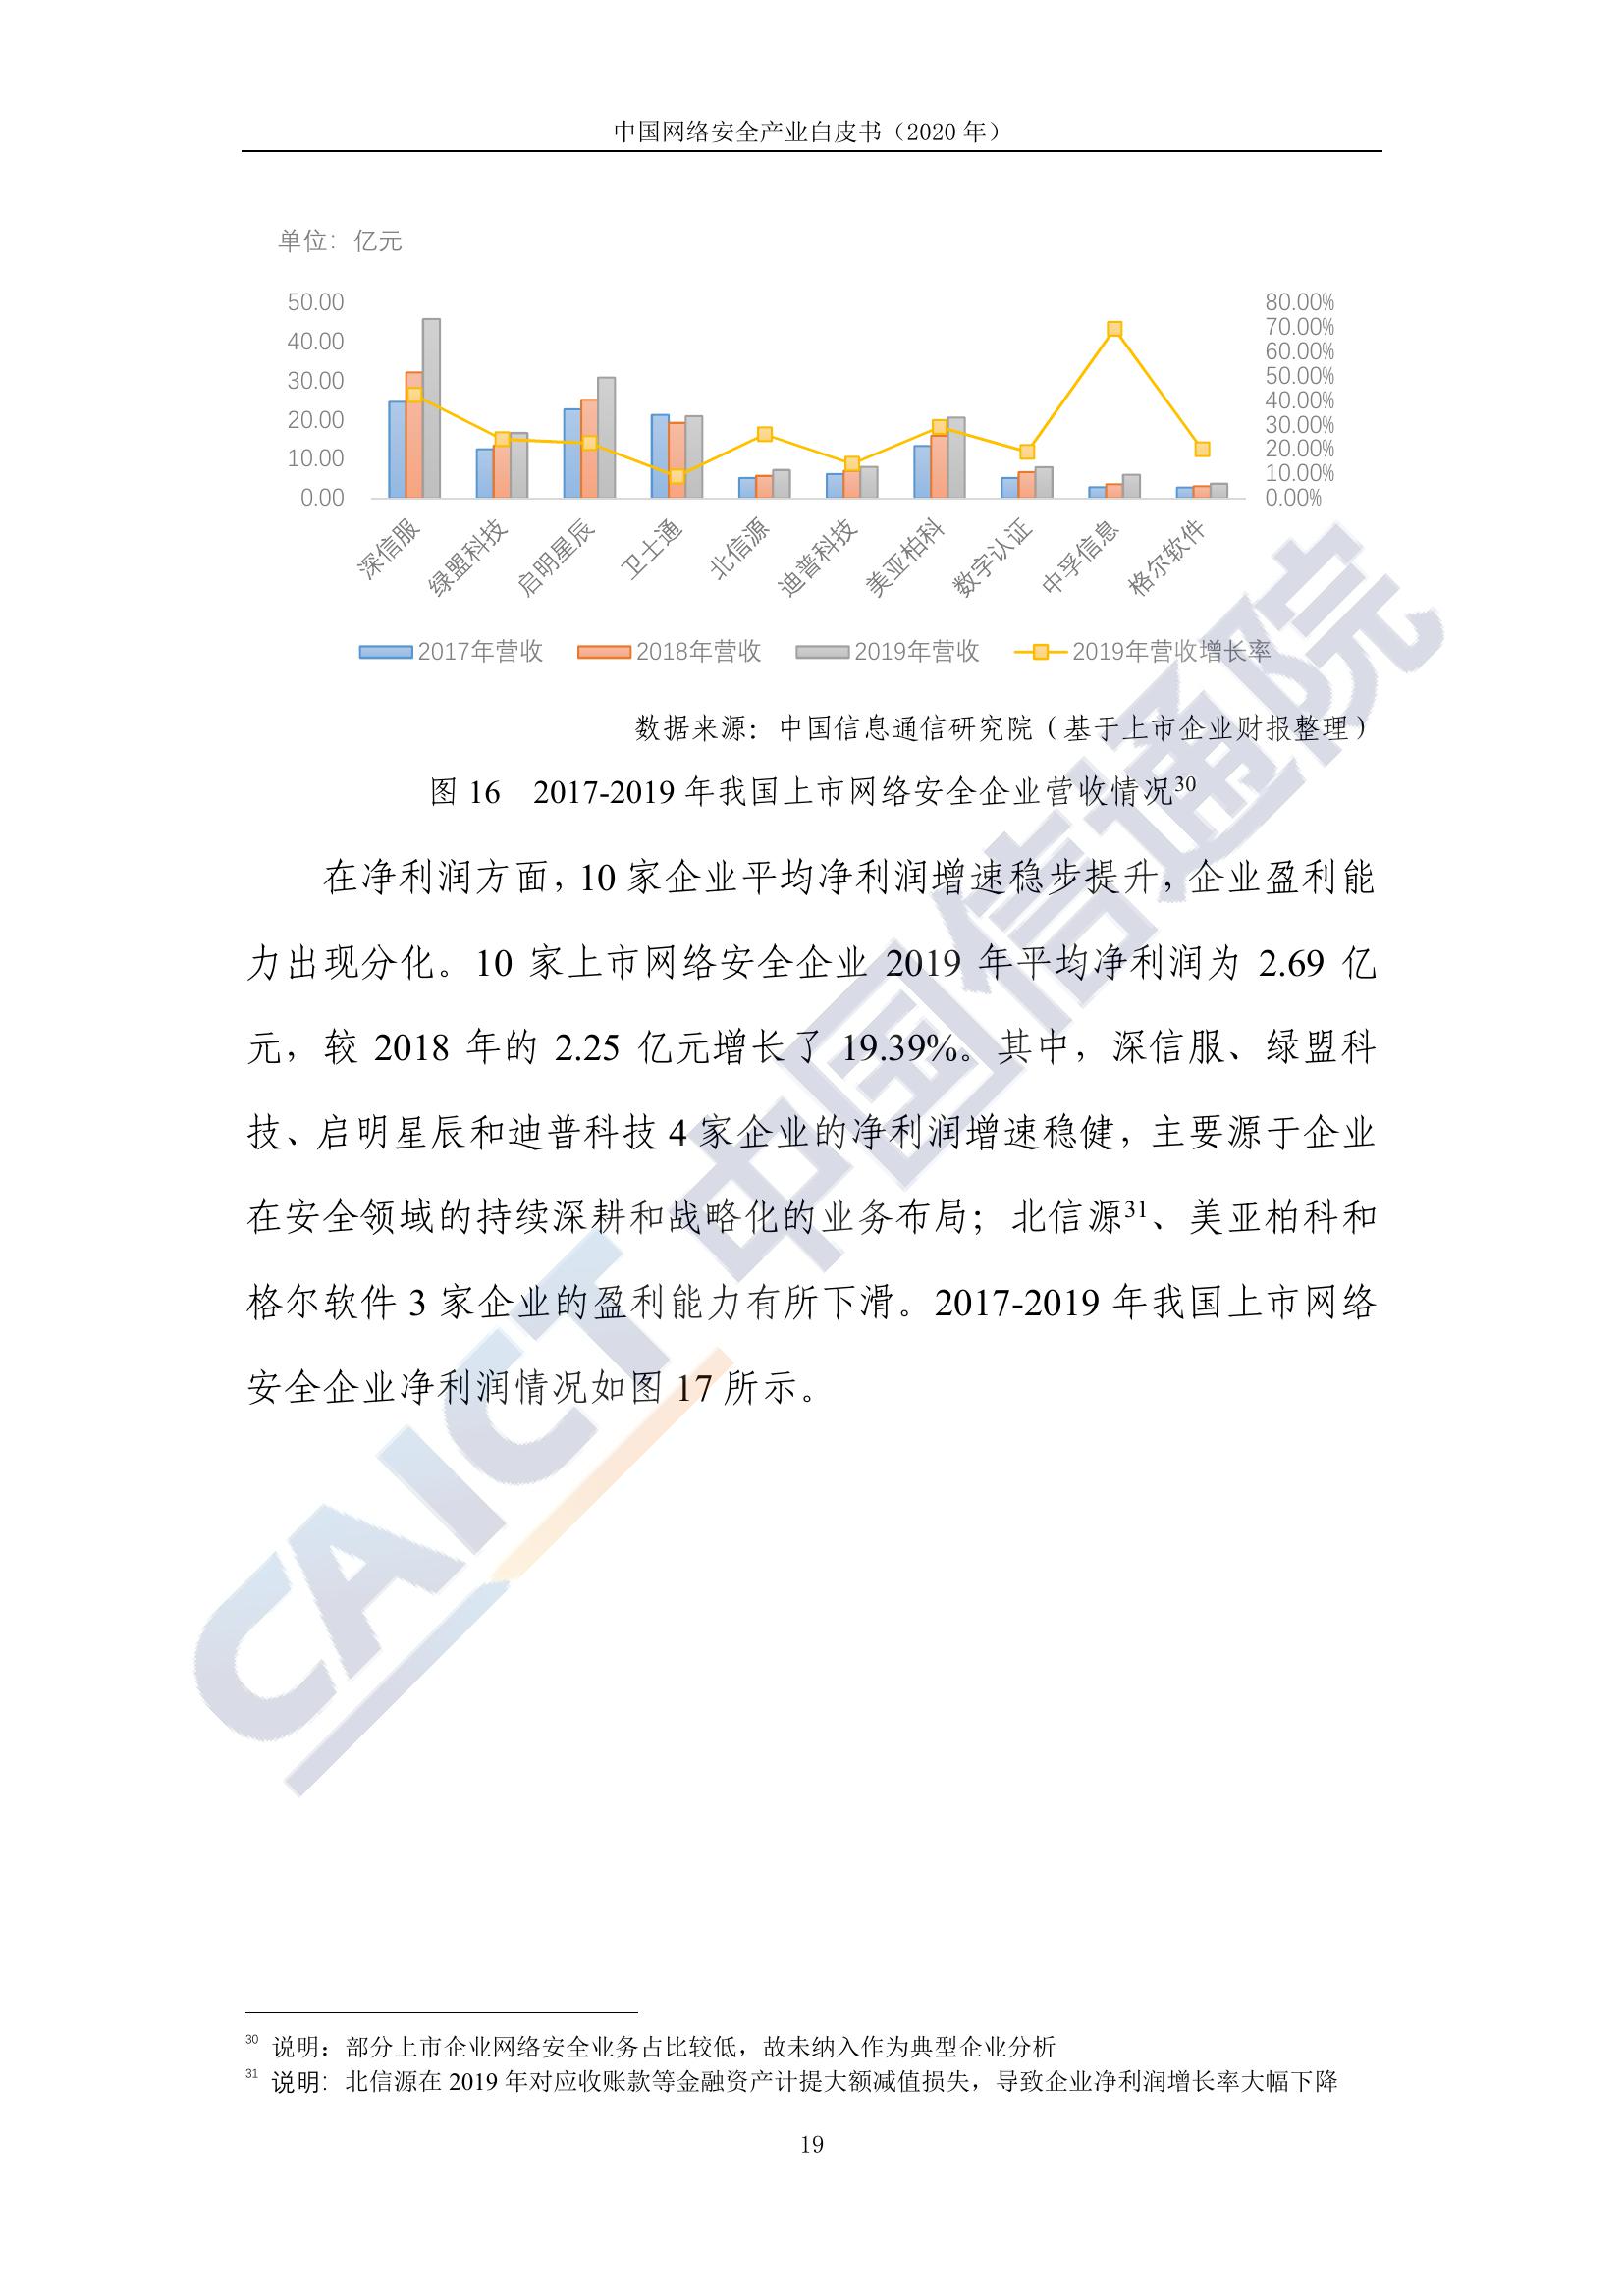 中国网络安全产业白皮书（2020 年）
单位：亿元
50.00
40.00
30.00
20.00
10.00
0.00
80.00%
70.00%
60.00%
50.00%
40.00%
30.00%
20.00%
10.00%
0.00%
深信服
绿盟科技
启明星辰
卫士通
北信源
迪普科技
美亚柏科
数字认证
中孚信息
格尔软件
2017年营收 2018年营收 2019年营收 2019年营收增长率
数据来源：中国信息通信研究院（基于上市企业财报整理）
图 16 2017-2019 年我国上市网络安全企业营收情况30
在净利润方面，10 家企业平均净利润增速稳步提升，企业盈利能
力出现分化。10 家上市网络安全企业 2019 年平均净利润为 2.69 亿
元，较 2018 年的 2.25 亿元增长了 19.39%。其中，深信服、绿盟科
技、启明星辰和迪普科技 4 家企业的净利润增速稳健，主要源于企业
在安全领域的持续深耕和战略化的业务布局；北信源31、美亚柏科和
格尔软件 3 家企业的盈利能力有所下滑。2017-2019 年我国上市网络
安全企业净利润情况如图 17 所示。
CAICT 中国信通院
30 说明：部分上市企业网络安全业务占比较低，故未纳入作为典型企业分析
31 说明：北信源在 2019 年对应收账款等金融资产计提大额减值损失，导致企业净利润增长率大幅下降
19